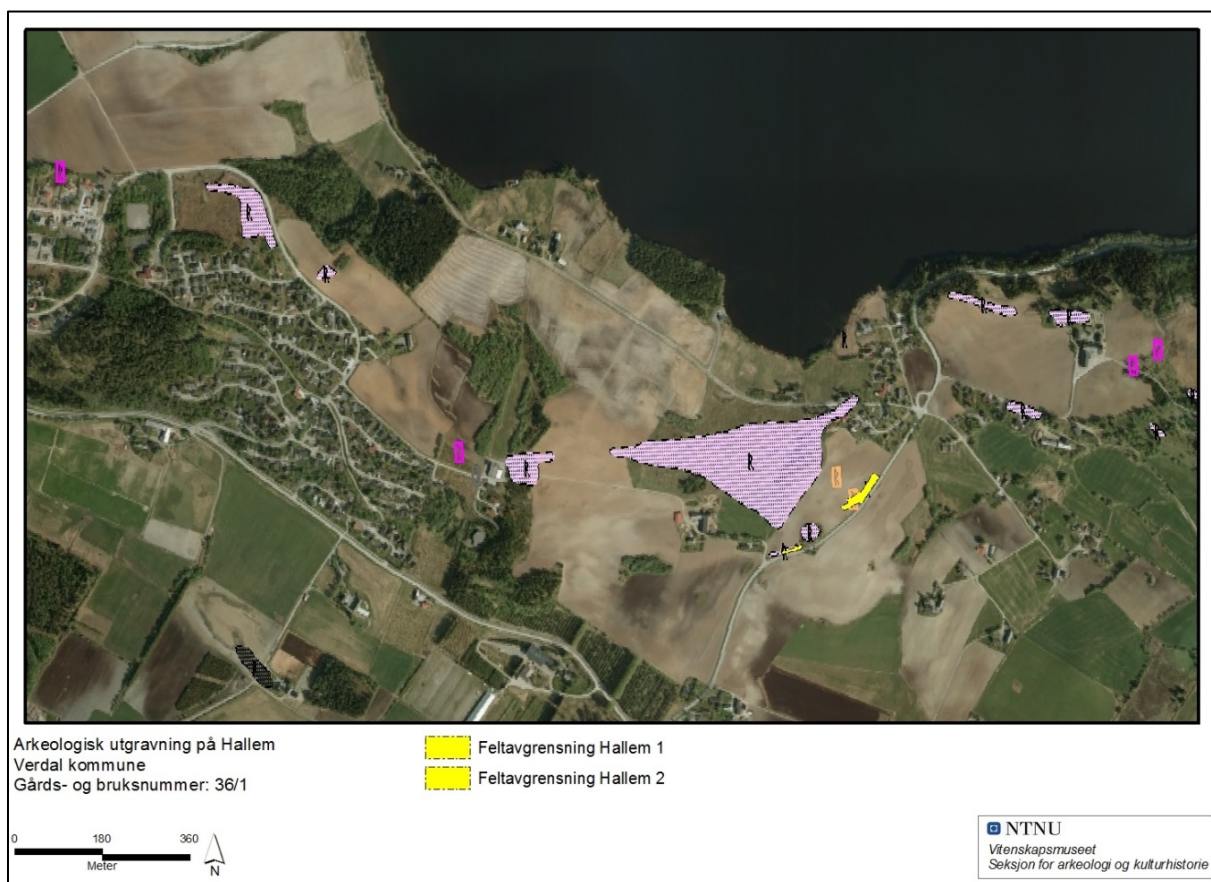 Arkeologisk utgravning på Hallem
Verdal kommune
Gårds- og bruksnummer: 36/1
Feltavgrensning Hallem 1
Feltavgrensning Hallem 2
0 180 360
Meter
N
NTNU
Vitenskapsmuseet
Seksjon for arkeologi og kulturhistorie
R
R
R
R